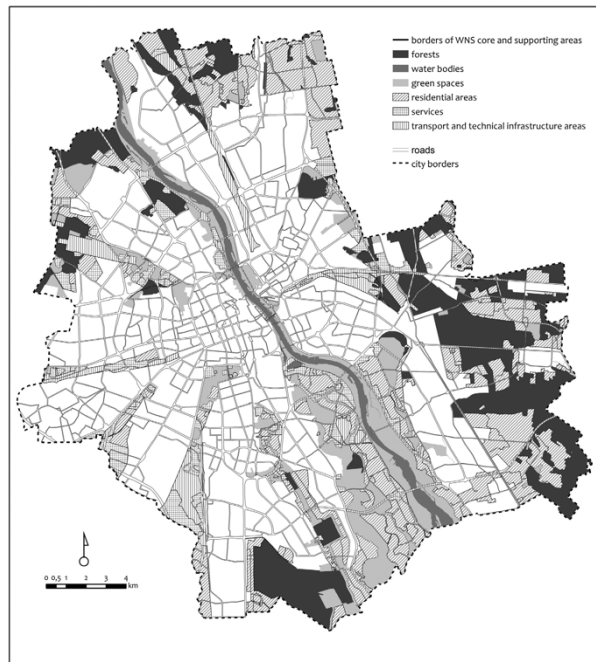 borders of WNS core and supporting areas
forests
water bodies
green spaces
residential areas
services
transport and technical infrastructure areas
roads
city borders
0 0,5 1 2 3 4
km